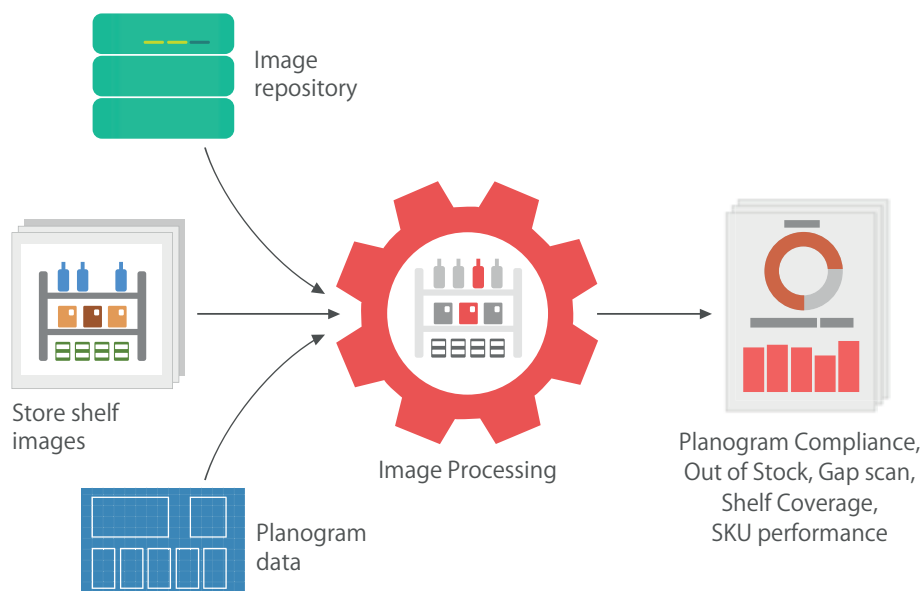 Image
repository
Store shelf
images
Image Processing
Planogram
data
Planogram Compliance,
Out of Stock, Gap scan,
Shelf Coverage,
SKU performance